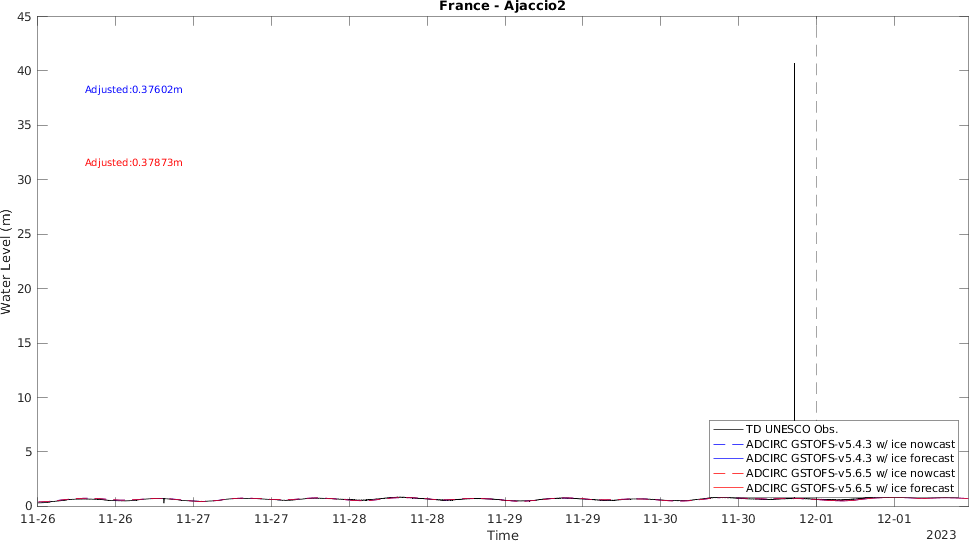 France - Ajaccio2
45
40
35
30
25
20
15
10
5
0
Water Level (m)
Adjusted:0.37602m
Adjusted:0.37873m
TD UNESCO Obs.
ADCIRC GSTOFS-v5.4.3 w/ ice nowcast
ADCIRC GSTOFS-v5.4.3 w/ ice forecast
ADCIRC GSTOFS-v5.6.5 w/ ice nowcast
ADCIRC GSTOFS-v5.6.5 w/ ice forecast
11-26 11-26 11-27 11-27 11-28 11-28 11-29 11-29 11-30 11-30 12-01 12-01
Time
2023